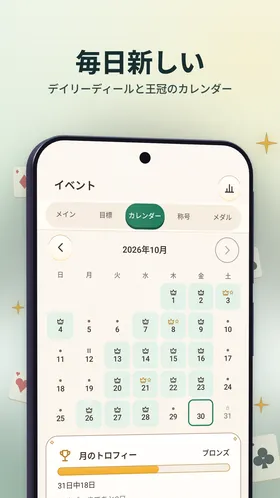 毎日新しい
デイリーディールと王冠のカレンダー
イベント
メイン 目標 カレンダー 称号 メダル
2026年10月
日 月 火 水 木 金 土
1 2 3
4 5 6 7 8 9 10
11 12 13 14 15 16 17
18 19 20 21 22 23 24
25 26 27 28 29 30 31
月のトロフィー ブロンズ
31日中18日